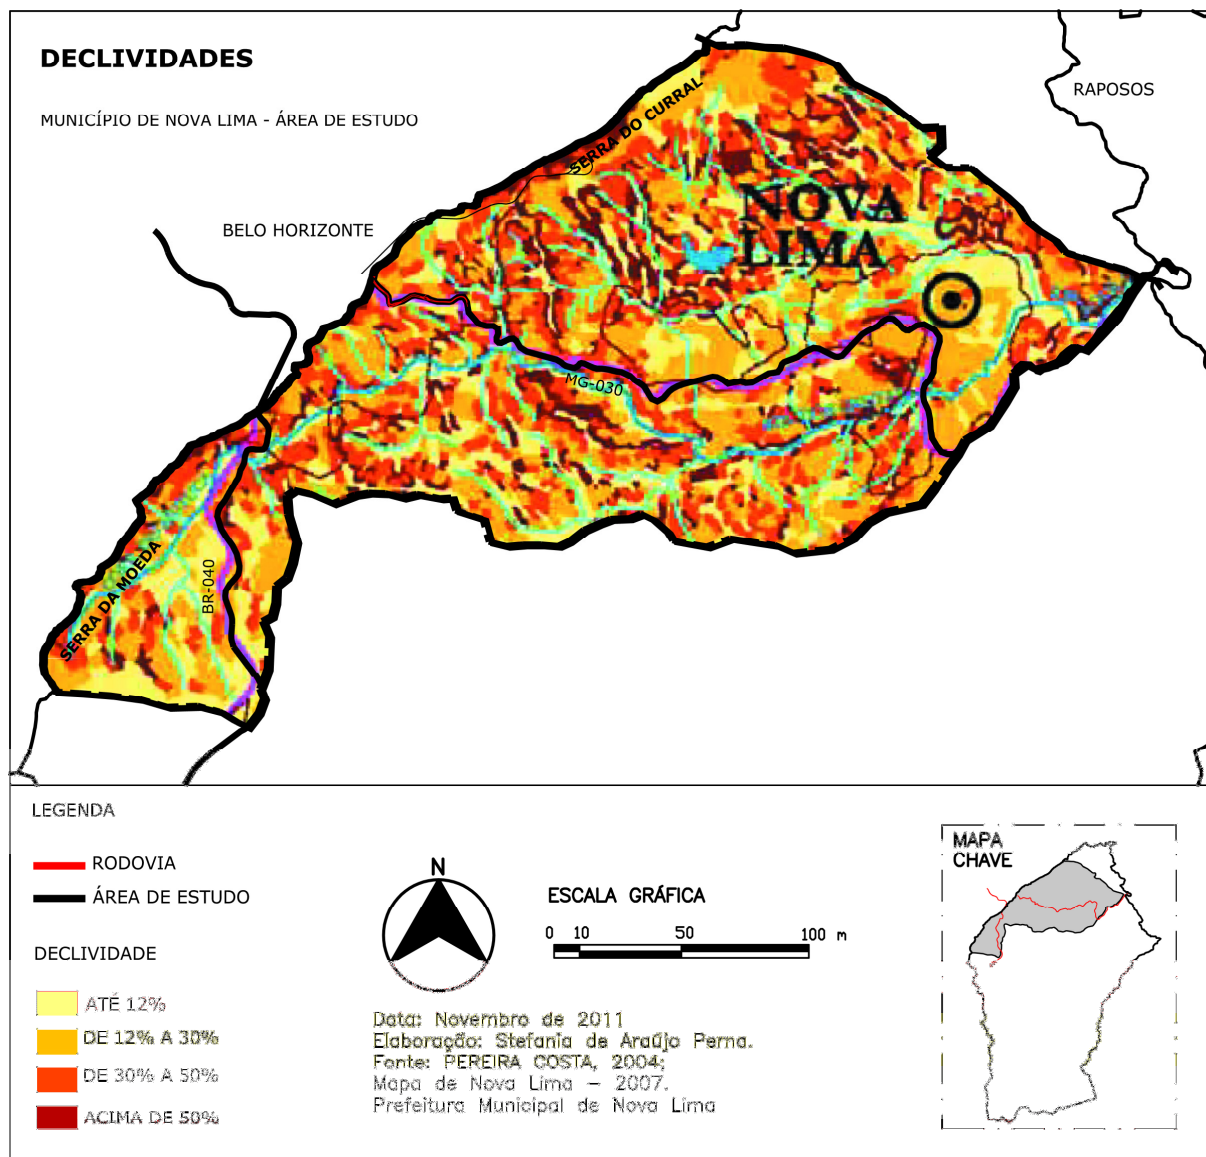 DECLIVIDADES
MUNICÍPIO DE NOVA LIMA - ÁREA DE ESTUDO
RAPOSOS
SERRA DO CURRAL
BELO HORIZONTE
NOVA
LIMA
MG-030
SERRA DA MOEDA
BR-040
LEGENDA
RODOVIA
ÁREA DE ESTUDO
DECLIVIDADE
ATÉ 12%
DE 12% A 30%
DE 30% A 50%
ACIMA DE 50%
N
ESCALA GRÁFICA
0 10 50 100 m
Data: Novembro de 2011
Elaboração: Stefania de Araújo Perna.
Fonte: PEREIRA COSTA, 2004;
Mapa de Nova Lima – 2007.
Prefeitura Municipal de Nova Lima
MAPA
CHAVE